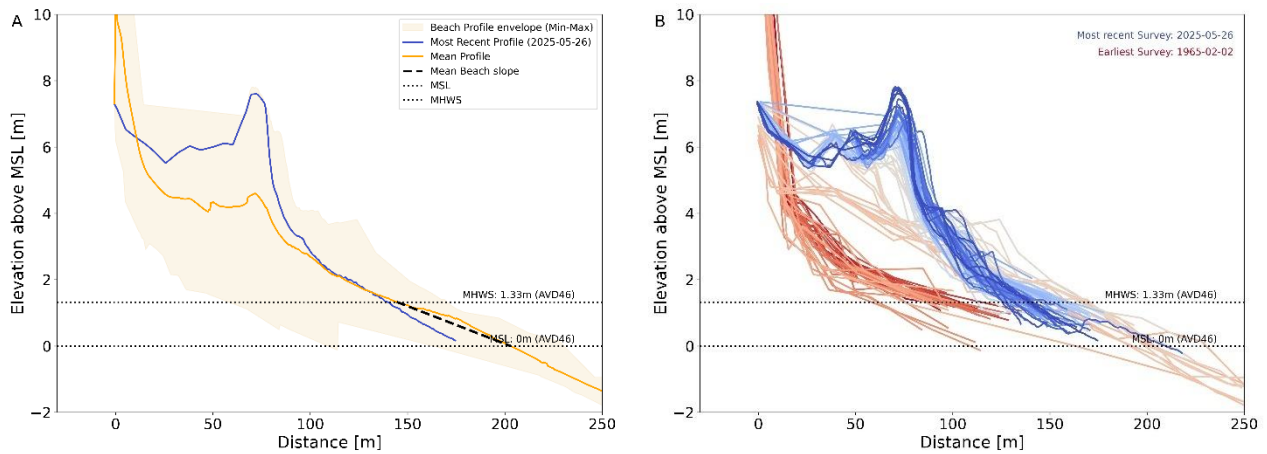 A
Elevation above MSL [m]
10
8
6
4
2
0
−2
0
50
100
150
200
250
Distance [m]
Beach Profile envelope (Min-Max)
Most Recent Profile (2025-05-26)
Mean Profile
Mean Beach slope
MSL
MHWS
MHWS: 1.33m (AVD46)
MSL: 0m (AVD46)
B
Elevation above MSL [m]
10
8
6
4
2
0
−2
0
50
100
150
200
250
Distance [m]
Most recent Survey: 2025-05-26
Earliest Survey: 1965-02-02
MHWS: 1.33m (AVD46)
MSL: 0m (AVD46)